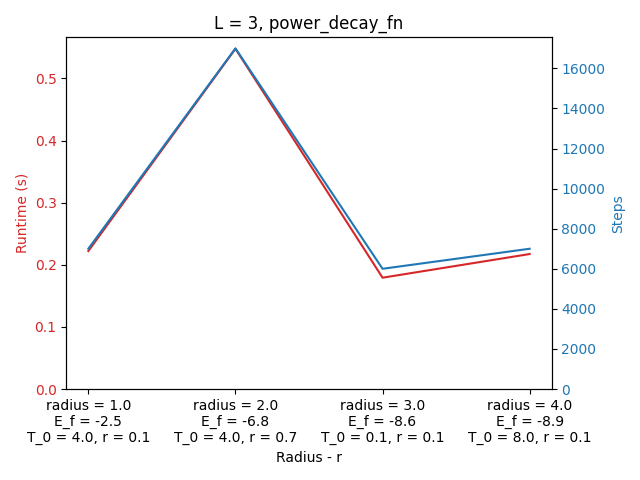 L = 3, power_decay_fn
Runtime (s)
0.5
0.4
0.3
0.2
0.1
0.0
16000
14000
12000
10000
8000
6000
4000
2000
0
Steps
radius = 1.0
E_f = -2.5
T_0 = 4.0, r = 0.1
radius = 2.0
E_f = -6.8
T_0 = 4.0, r = 0.7
radius = 3.0
E_f = -8.6
T_0 = 0.1, r = 0.1
radius = 4.0
E_f = -8.9
T_0 = 8.0, r = 0.1
Radius - r